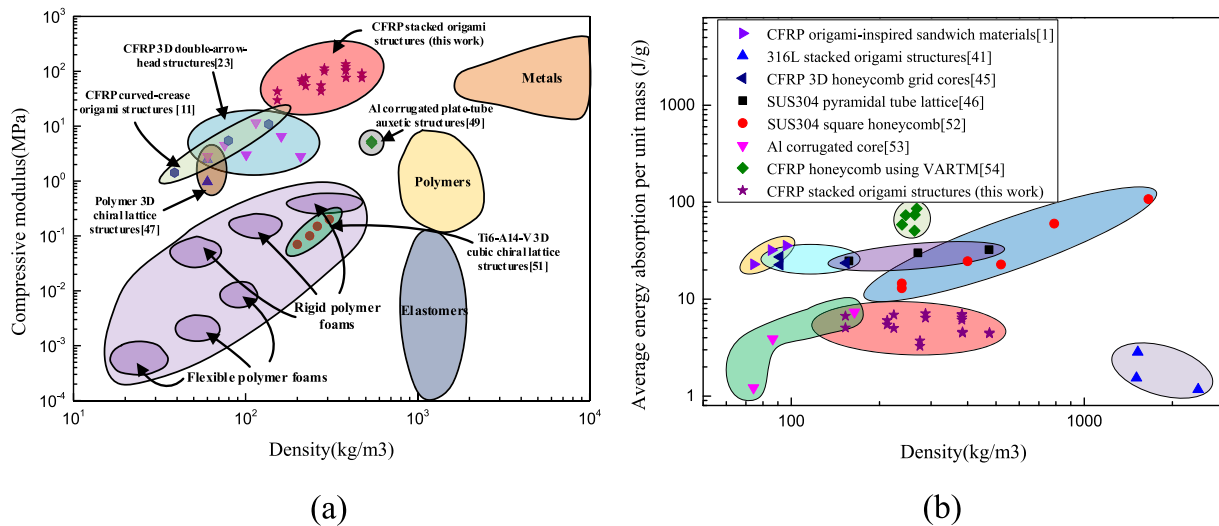 10⁳
10²
10¹
10⁰
10⁻¹
10⁻²
10⁻³
10⁻⁴
Compressive modulus(MPa)
CFRP stacked origami
structures (this work)
CFRP 3D double-arrow-
head structures[23]
CFRP curved-crease
origami structures [11]
Al corrugated plate-tube
auxetic structures[49]
Metals
Polymers
Polymer 3D
chiral lattice
structures[47]
Ti6-A14-V 3D
cubic chiral lattice
structures[51]
Rigid polymer
foams
Elastomers
Flexible polymer foams
10¹
10²
10³
10⁴
Density(kg/m3)
(a)
Average energy absorption per unit mass (J/g)
1000
100
10
1
CFRP origami-inspired sandwich materials[1]
316L stacked origami structures[41]
CFRP 3D honeycomb grid cores[45]
SUS304 pyramidal tube lattice[46]
SUS304 square honeycomb[52]
Al corrugated core[53]
CFRP honeycomb using VARTM[54]
CFRP stacked origami structures (this work)
100
1000
Density(kg/m3)
(b)